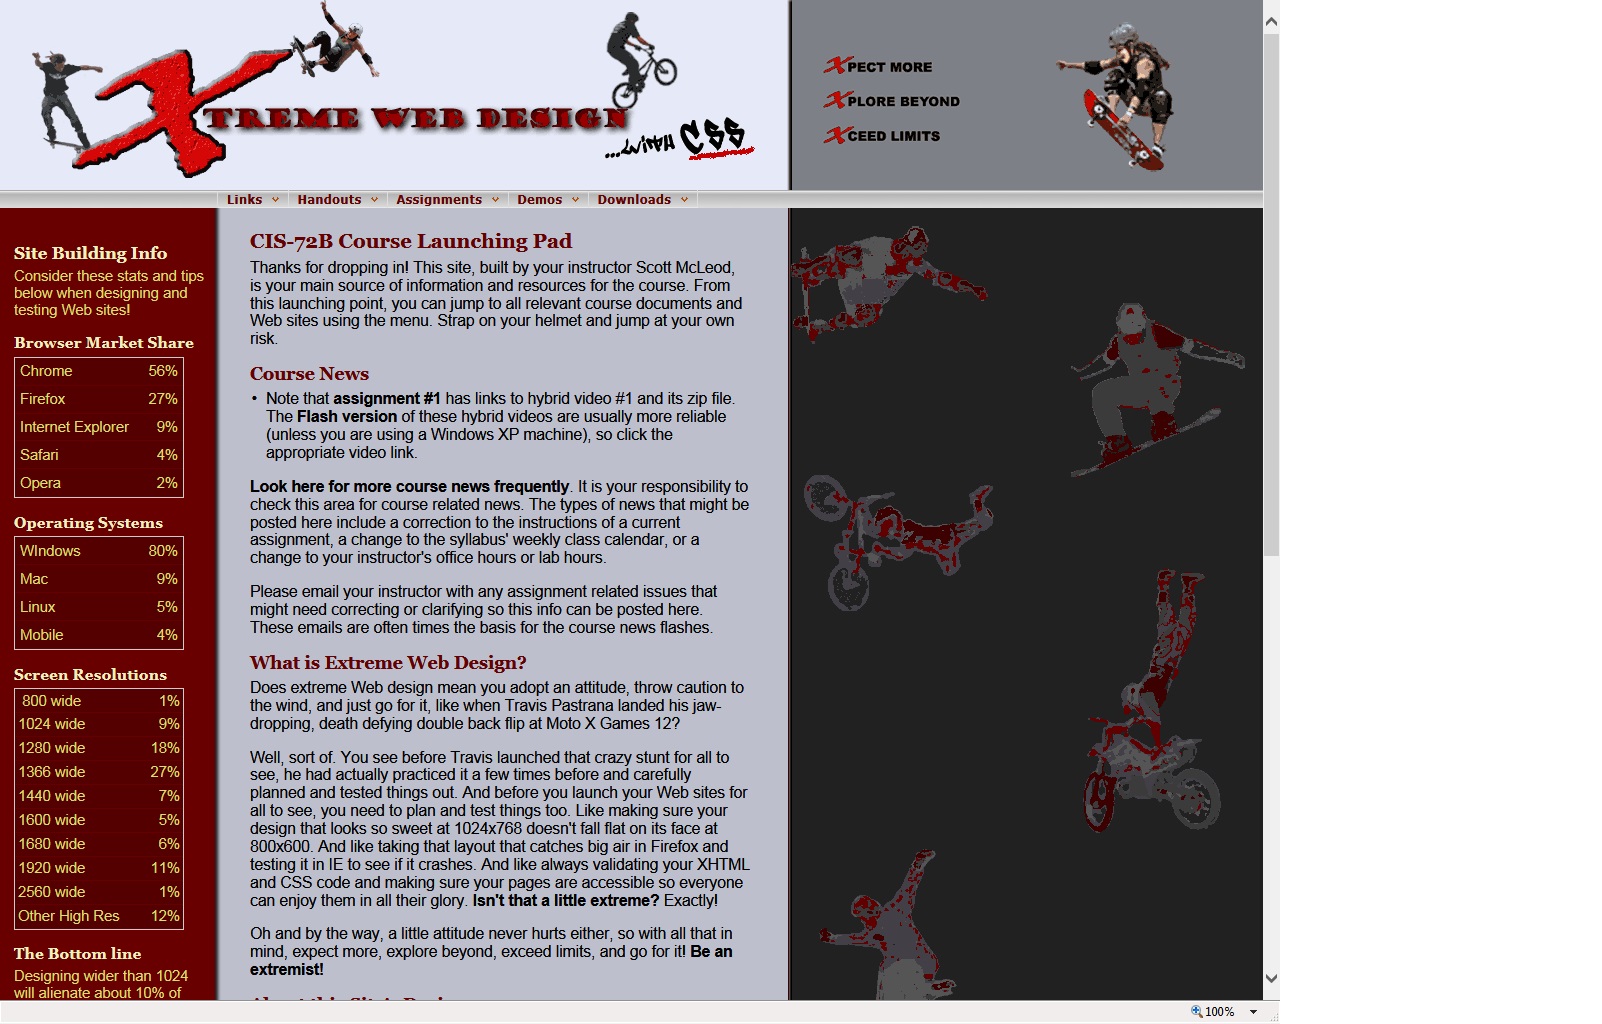 XTREME WEB DESIGN
...with CSS
XPECT MORE
XPLORE BEYOND
XCEED LIMITS
Links
Handouts
Assignments
Demos
Downloads
Site Building Info
Consider these stats and tips
below when designing and
testing Web sites!
Browser Market Share
Chrome 56%
Firefox 27%
Internet Explorer 9%
Safari 4%
Opera 2%
Operating Systems
WIndows 80%
Mac 9%
Linux 5%
Mobile 4%
Screen Resolutions
800 wide 1%
1024 wide 9%
1280 wide 18%
1366 wide 27%
1440 wide 7%
1600 wide 5%
1680 wide 6%
1920 wide 11%
2560 wide 1%
Other High Res 12%
The Bottom line
Designing wider than 1024
will alienate about 10% of
CIS-72B Course Launching Pad
Thanks for dropping in! This site, built by your instructor Scott McLeod,
is your main source of information and resources for the course. From
this launching point, you can jump to all relevant course documents and
Web sites using the menu. Strap on your helmet and jump at your own
risk.
Course News
• Note that assignment #1 has links to hybrid video #1 and its zip file.
The Flash version of these hybrid videos are usually more reliable
(unless you are using a Windows XP machine), so click the
appropriate video link.
Look here for more course news frequently. It is your responsibility to
check this area for course related news. The types of news that might be
posted here include a correction to the instructions of a current
assignment, a change to the syllabus' weekly class calendar, or a
change to your instructor's office hours or lab hours.
Please email your instructor with any assignment related issues that
might need correcting or clarifying so this info can be posted here.
These emails are often times the basis for the course news flashes.
What is Extreme Web Design?
Does extreme Web design mean you adopt an attitude, throw caution to
the wind, and just go for it, like when Travis Pastrana landed his jaw-
dropping, death defying double back flip at Moto X Games 12?
Well, sort of. You see before Travis launched that crazy stunt for all to
see, he had actually practiced it a few times before and carefully
planned and tested things out. And before you launch your Web sites for
all to see, you need to plan and test things too. Like making sure your
design that looks so sweet at 1024x768 doesn't fall flat on its face at
800x600. And like taking that layout that catches big air in Firefox and
testing it in IE to see if it crashes. And like always validating your XHTML
and CSS code and making sure your pages are accessible so everyone
can enjoy them in all their glory. Isn't that a little extreme? Exactly!
Oh and by the way, a little attitude never hurts either, so with all that in
mind, expect more, explore beyond, exceed limits, and go for it! Be an
extremist!
100%